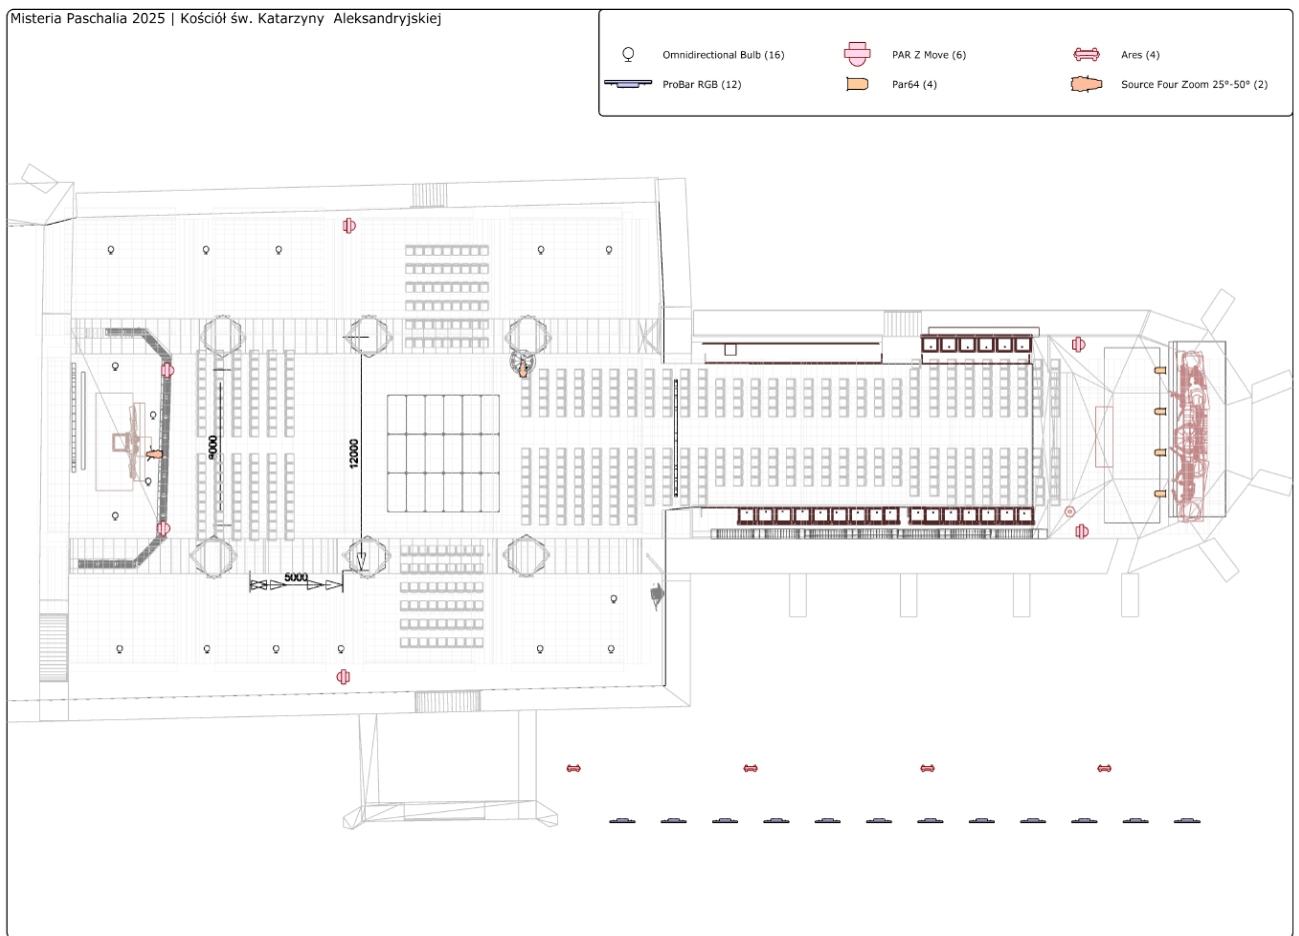 Misteria Paschalia 2025 | Kościół św. Katarzyny Aleksandryjskiej
Omnidirectional Bulb (16)
PAR Z Move (6)
Ares (4)
ProBar RGB (12)
Par64 (4)
Source Four Zoom 25°-50° (2)
12000
5000